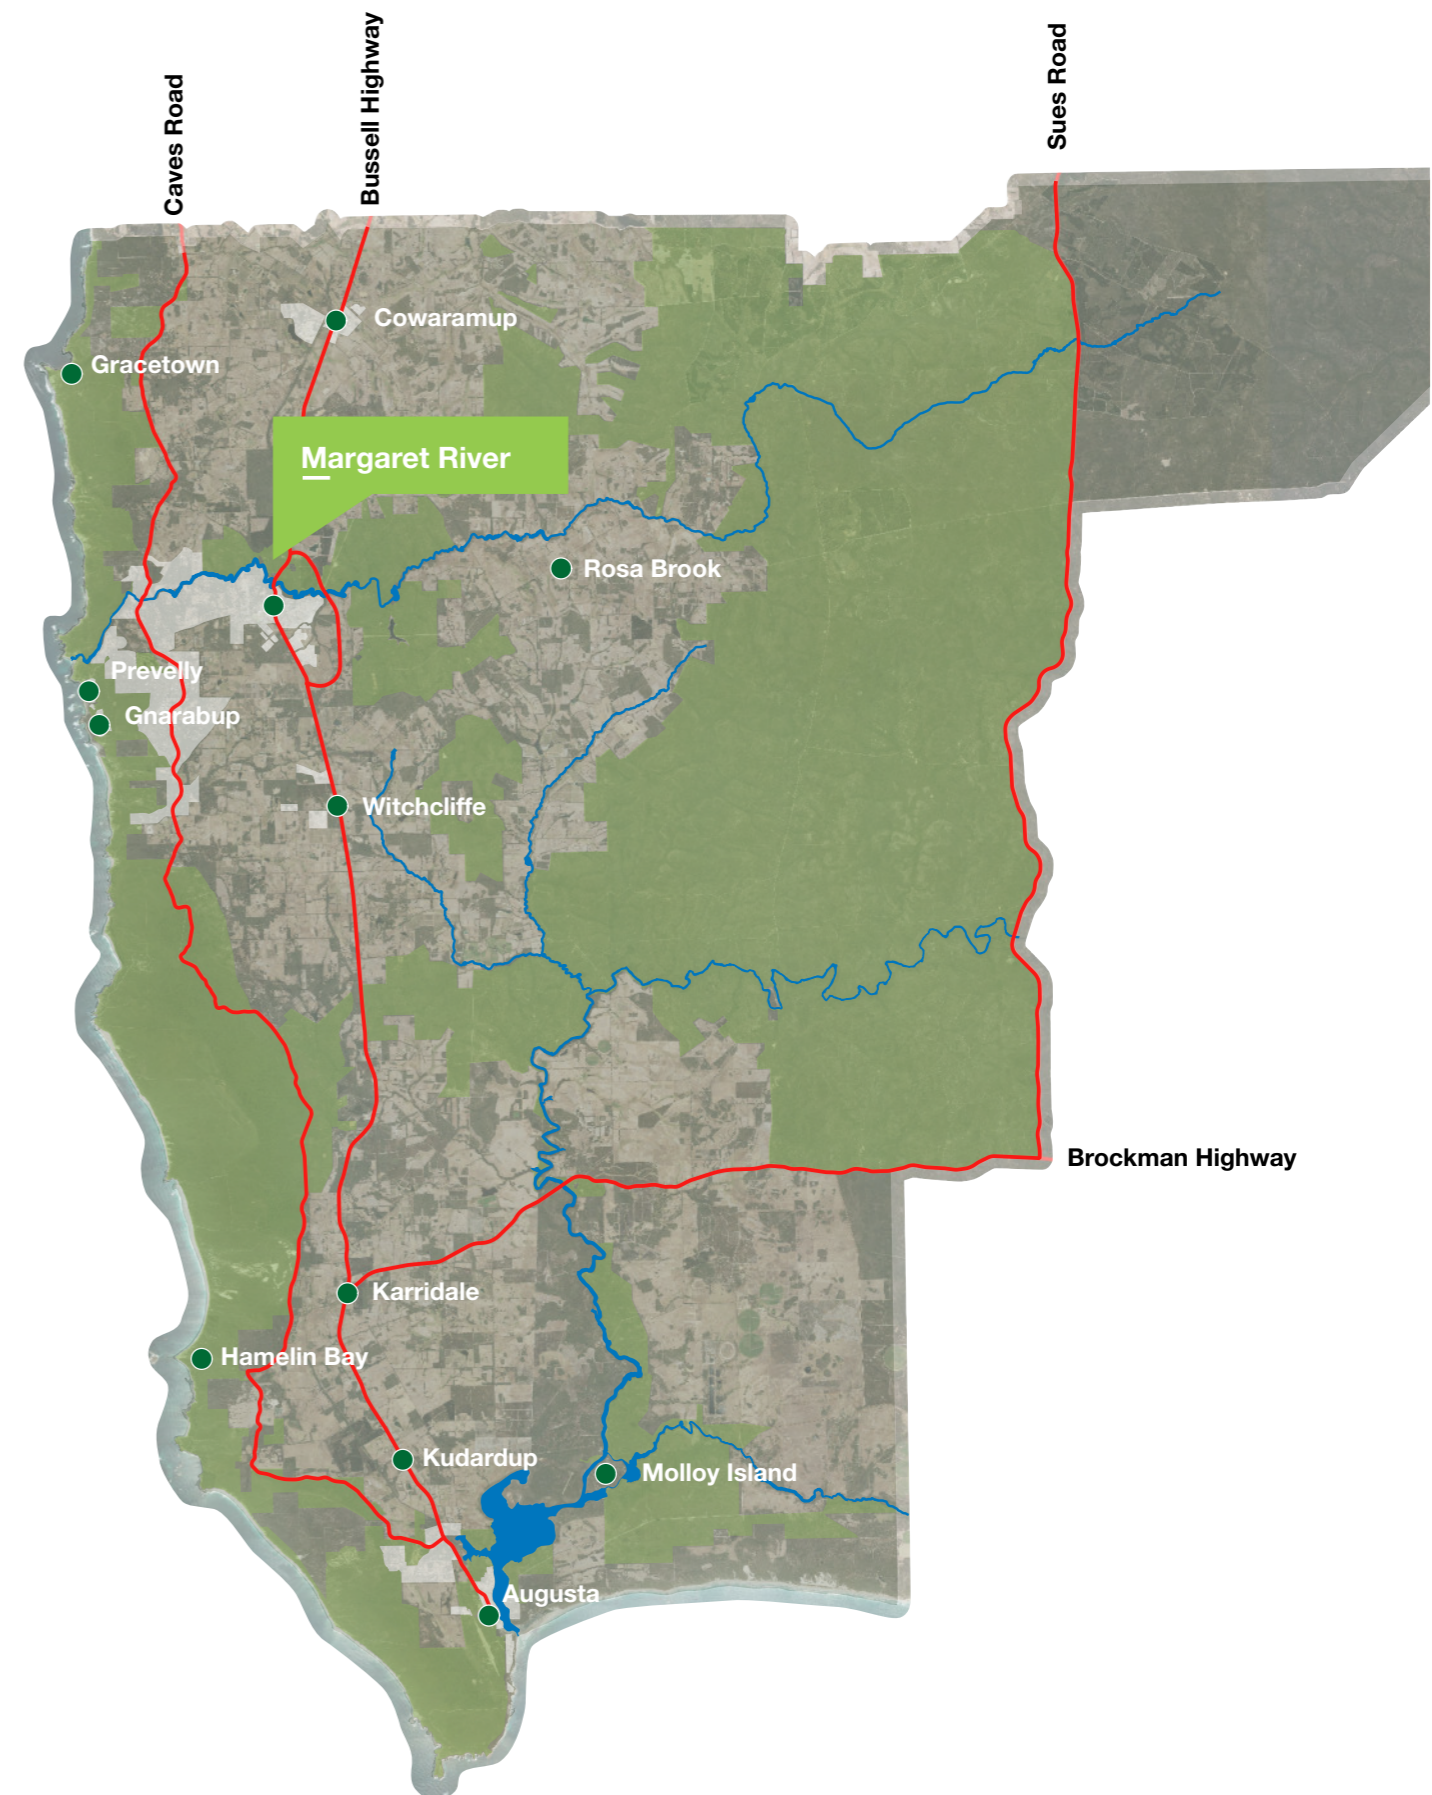 Caves Road
Bussell Highway
Sues Road
Cowaramup
Gracetown
Margaret River
Rosa Brook
Prevelly
Gnarabup
Witchcliffe
Brockman Highway
Karridale
Hamelin Bay
Kudardup
Molloy Island
Augusta